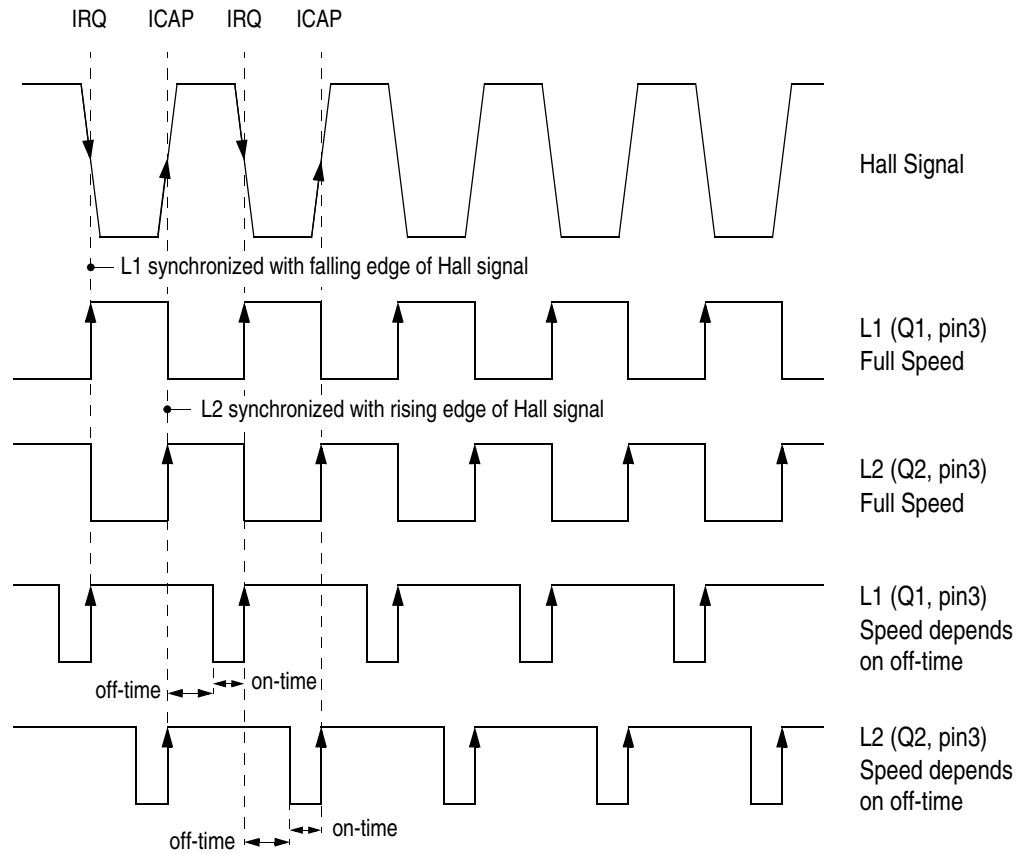 IRQ ICAP IRQ ICAP
Hall Signal
L1 synchronized with falling edge of Hall signal
L1 (Q1, pin3)
Full Speed
L2 synchronized with rising edge of Hall signal
L2 (Q2, pin3)
Full Speed
L1 (Q1, pin3)
Speed depends
on off-time
off-time on-time
L2 (Q2, pin3)
Speed depends
on off-time
off-time on-time